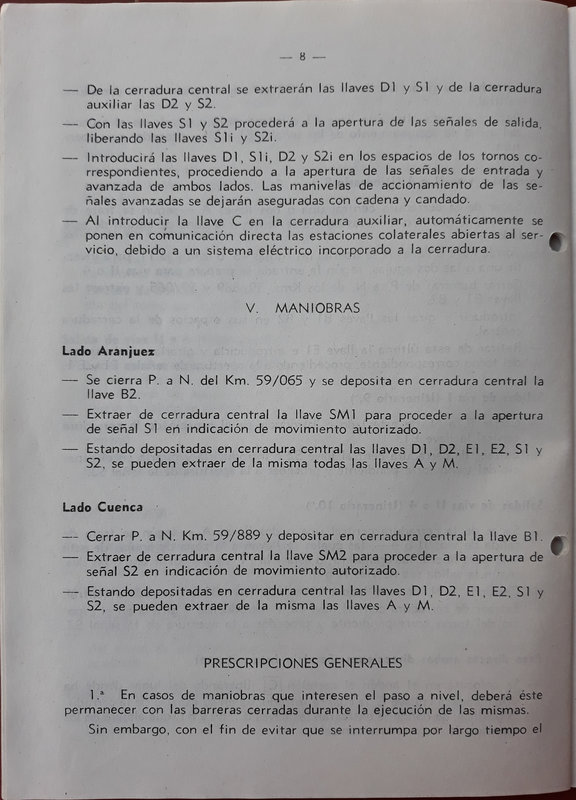 — 8 —
— De la cerradura central se extraerán las llaves D1 y S1 y de la cerradura
auxiliar las D2 y S2.
— Con las llaves S1 y S2 procederá a la apertura de las señales de salida,
liberando las llaves S1i y S2i.
— Introducirá las llaves D1, S1i, D2 y S2i en los espacios de los tornos co-
rrespondientes, procediendo a la apertura de las señales de entrada y
avanzada de ambos lados. Las manivelas de accionamiento de las se-
ñales avanzadas se dejarán aseguradas con cadena y candado.
— Al introducir la llave C en la cerradura auxiliar, automáticamente se
ponen en comunicación directa las estaciones colaterales abiertas al ser-
vicio, debido a un sistema eléctrico incorporado a la cerradura.
V. MANIOBRAS
Lado Aranjuez
— Se cierra P. a N. del Km. 59/065 y se deposita en cerradura central la
llave B2.
— Extraer de cerradura central la llave SM1 para proceder a la apertura
de señal S1 en indicación de movimiento autorizado.
— Estando depositadas en cerradura central las llaves D1, D2, E1, E2, S1 y
S2, se pueden extraer de la misma todas las llaves A y M.
Lado Cuenca
— Cerrar P. a N. Km. 59/889 y depositar en cerradura central la llave B1.
— Extraer de cerradura central la llave SM2 para proceder a la apertura de
señal S2 en indicación de movimiento autorizado.
— Estando depositadas en cerradura central las llaves D1, D2, E1, E2, S1 y
S2, se pueden extraer de la misma las llaves A y M.
PRESCRIPCIONES GENERALES
1.ª En casos de maniobras que interesen el paso a nivel, deberá éste
permanecer con las barreras cerradas durante la ejecución de las mismas.
Sin embargo, con el fin de evitar que se interrumpa por largo tiempo el